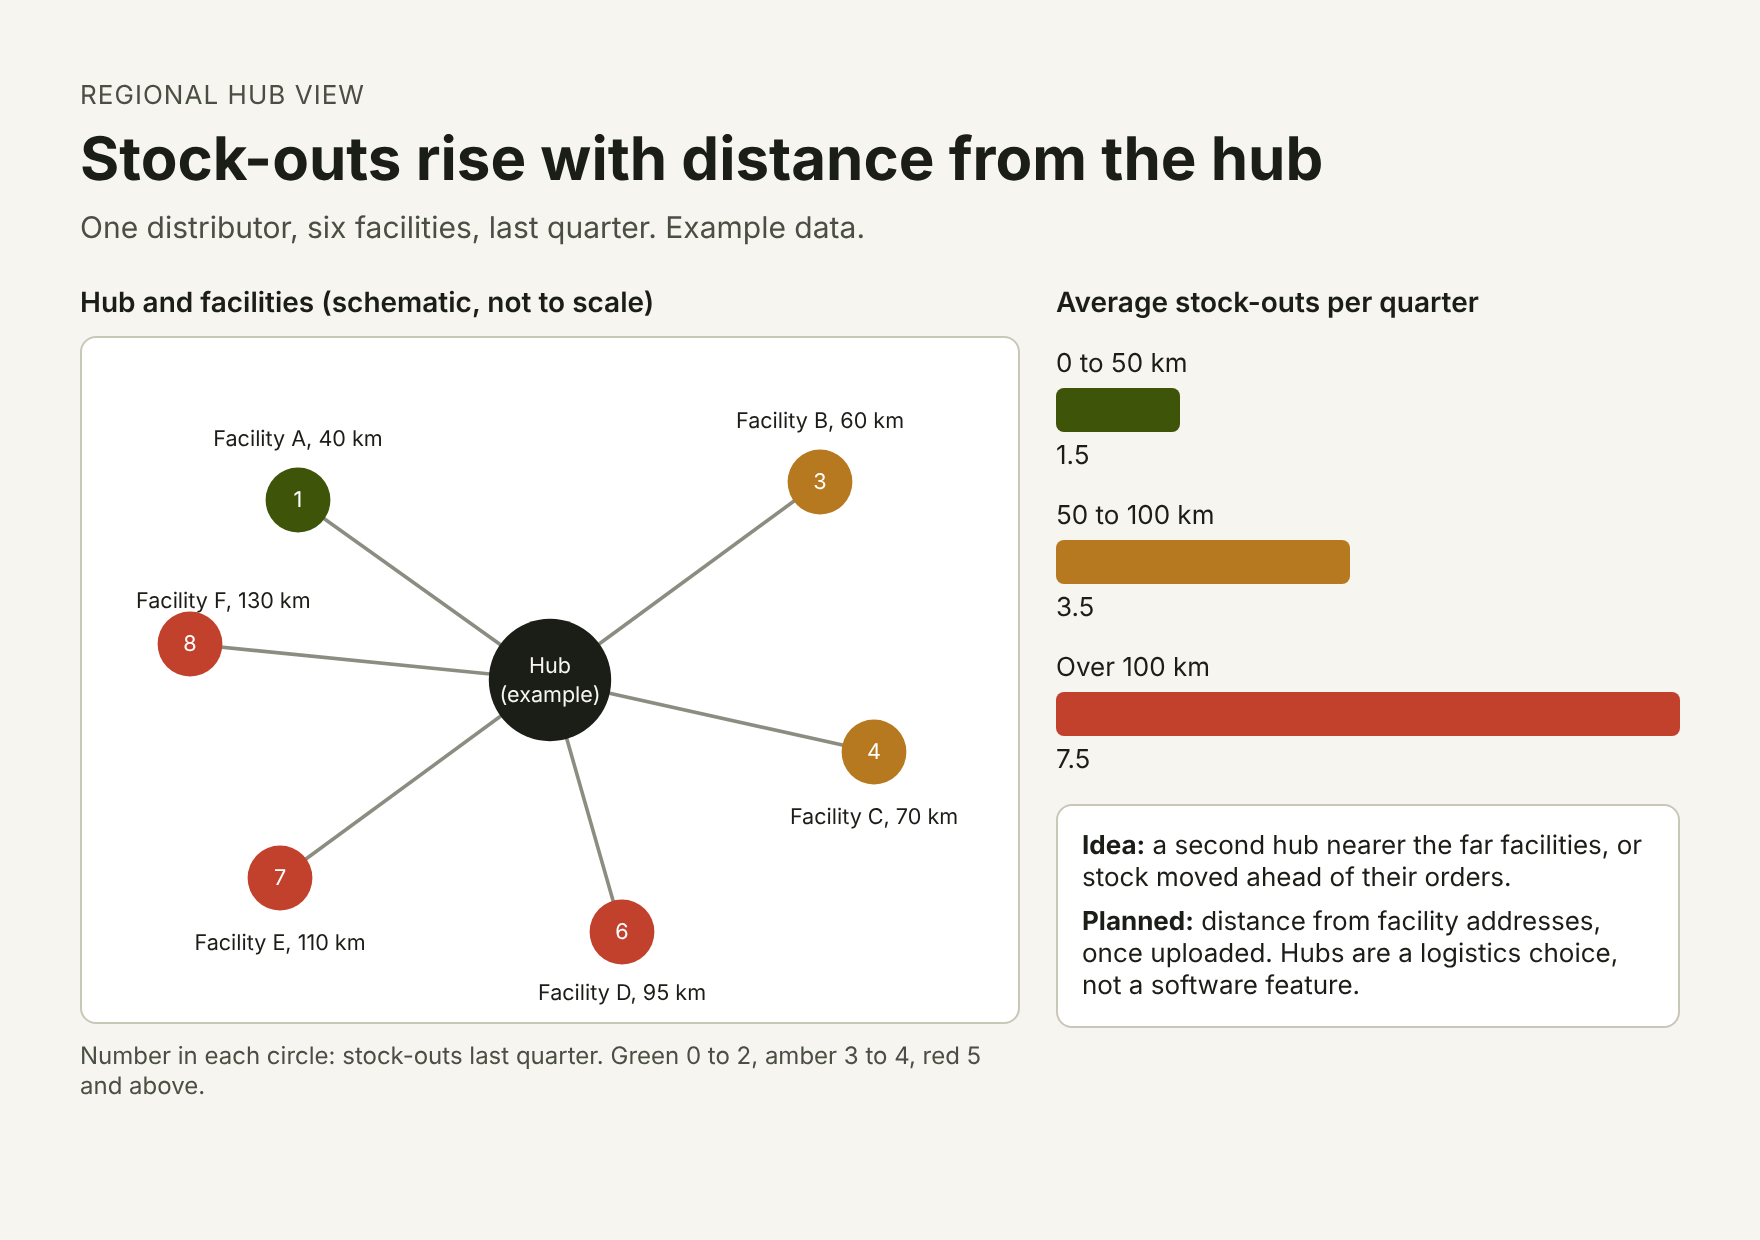 REGIONAL HUB VIEW
Stock-outs rise with distance from the hub
One distributor, six facilities, last quarter. Example data.
Hub and facilities (schematic, not to scale)
Facility A, 40 km
1
Facility B, 60 km
3
Facility F, 130 km
8
Hub
(example)
4
Facility C, 70 km
7
Facility E, 110 km
6
Facility D, 95 km
Number in each circle: stock-outs last quarter. Green 0 to 2, amber 3 to 4, red 5
and above.
Average stock-outs per quarter
0 to 50 km
1.5
50 to 100 km
3.5
Over 100 km
7.5
Idea: a second hub nearer the far facilities, or
stock moved ahead of their orders.
Planned: distance from facility addresses,
once uploaded. Hubs are a logistics choice,
not a software feature.